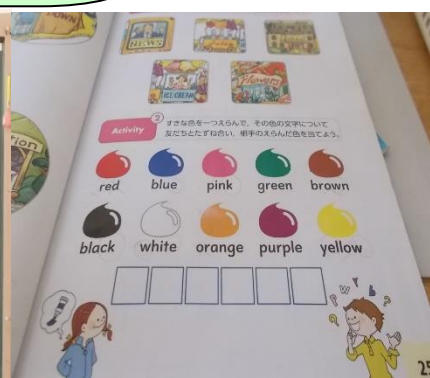 NEWS
ICE CREAM
Flowers
Activity
2
すきな色を一つえらんで、その色の文字について
友だちとたずね合い、相手のえらんだ色を当てよう。
red blue pink green brown
black white orange purple yellow
25